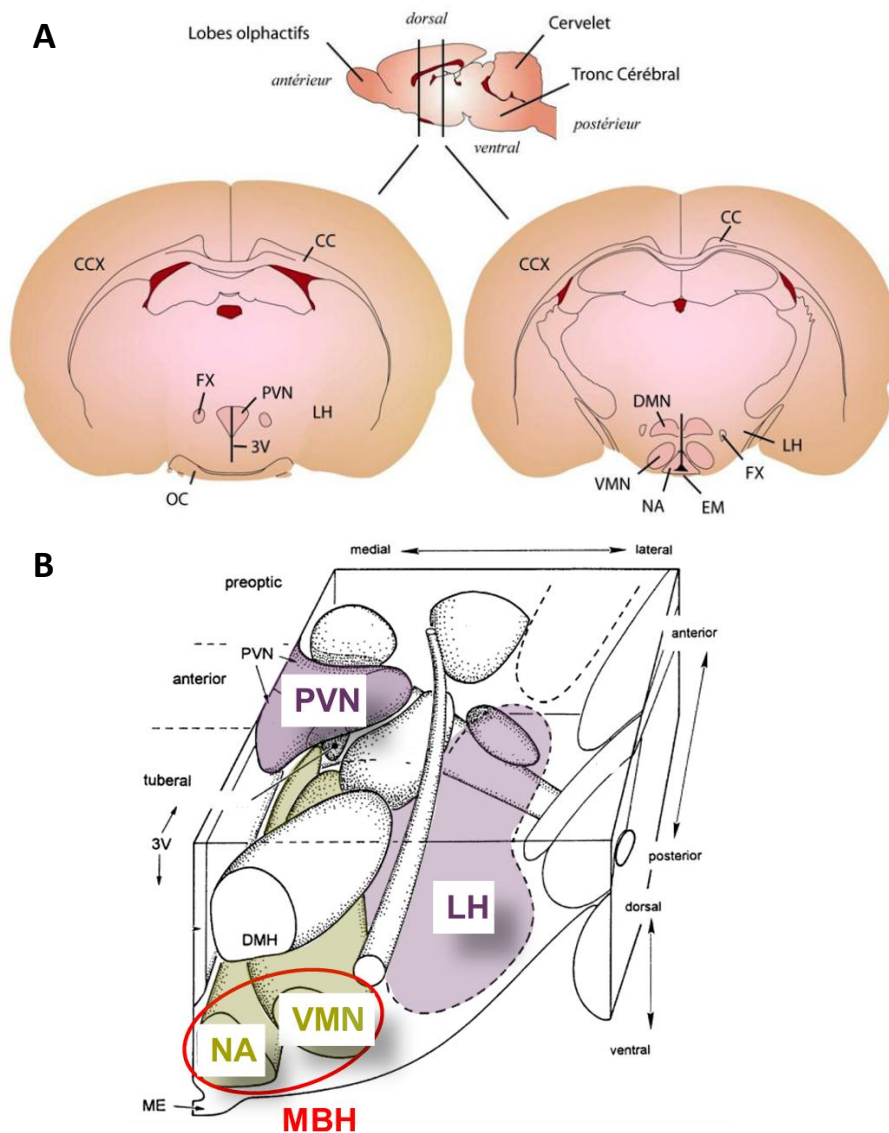 A
dorsal
Lobes olphactifs
Cervelet
antérieur
Tronc Cérébral
postérieur
ventral
CCX
CC
FX
PVN
LH
3V
OC
CCX
CC
DMN
LH
FX
VMN
NA
EM
B
medial
lateral
preoptic
anterior
PVN
anterior
PVN
tuberal
3V
posterior
LH
dorsal
DMH
VMN
NA
ventral
ME
MBH